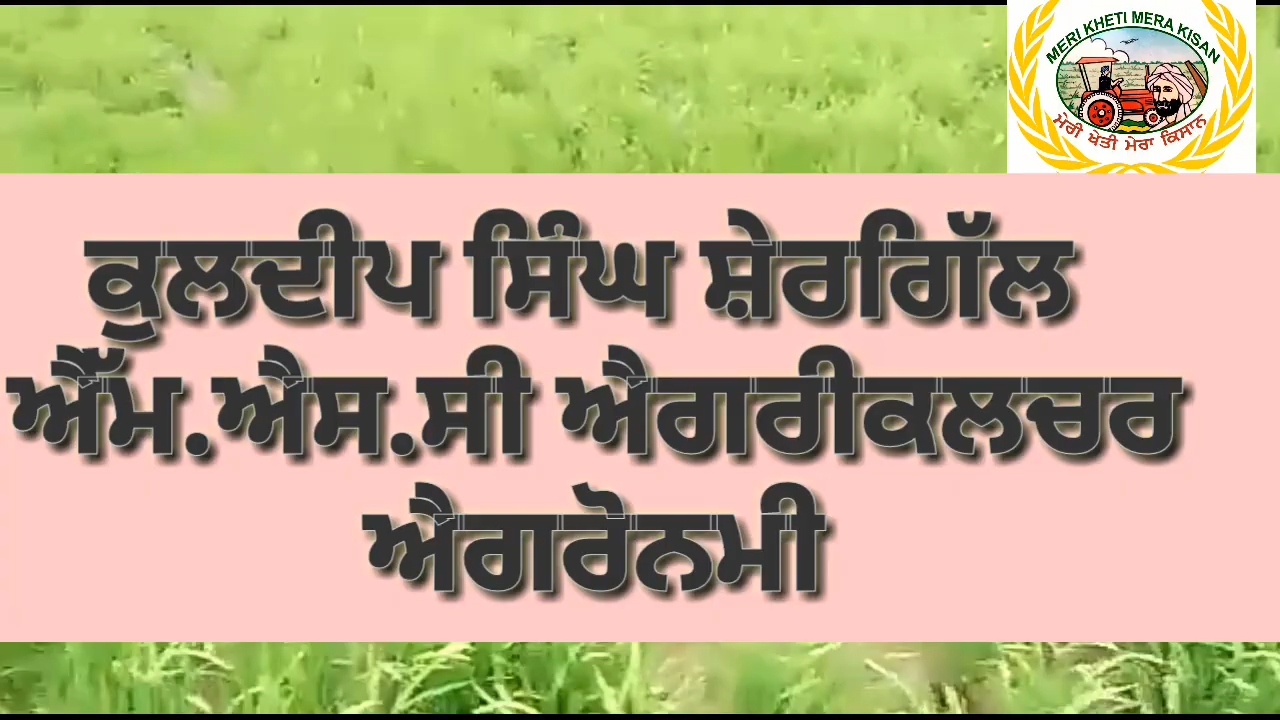 MERI KHETI MERA KISAN
ਮੇਰੀ ਖੇਤੀ ਮੇਰਾ ਕਿਸਾਨ
ਕੁਲਦੀਪ ਸਿੰਘ ਸ਼ੇਰਗਿੱਲ
ਐੱਮ.ਐਸ.ਸੀ ਐਗਰੀਕਲਚਰ
ਐਗਰੋਨਮੀ